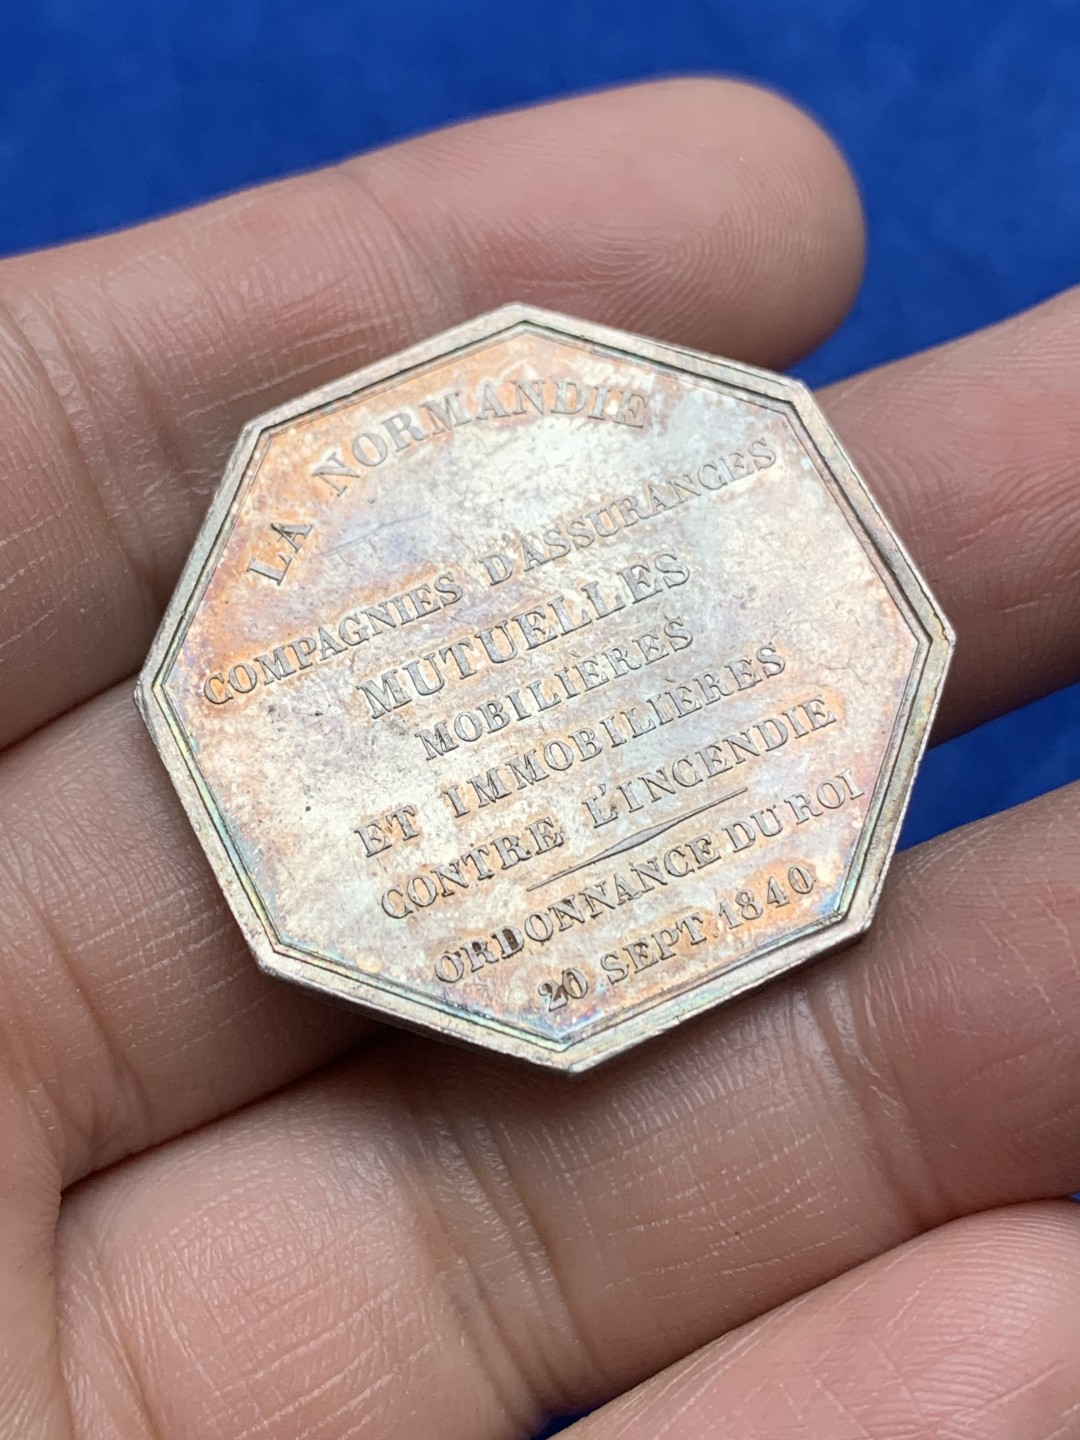 LA NORMANDIE
COMPAGNIES D'ASSURANCES
MUTUELLES
MOBILIÈRES
ET IMMOBILIÈRES
CONTRE L'INCENDIE
ORDONNANCE DU ROI
20 SEPT 1840